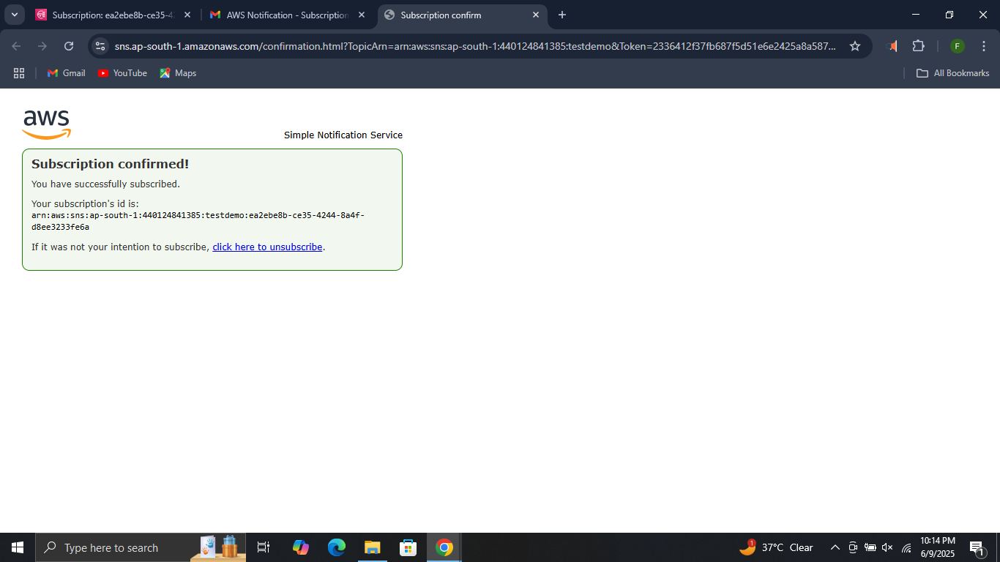 Subscription: ea2ebe8b-ce35-42
AWS Notification - Subscription
Subscription confirm
sns.ap-south-1.amazonaws.com/confirmation.html?TopicArn=arn:aws:sns:ap-south-1:440124841385:testdemo&Token=2336412f37fb687f5d51e6e2425a8a587...
F
Gmail
YouTube
Maps
All Bookmarks
aws
Simple Notification Service
Subscription confirmed!
You have successfully subscribed.
Your subscription's id is:
arn:aws:sns:ap-south-1:440124841385:testdemo:ea2ebe8b-ce35-4244-8a4f-
d8ee3233fe6a
If it was not your intention to subscribe, click here to unsubscribe.
Type here to search
1
37°C Clear
10:14 PM
6/9/2025
1